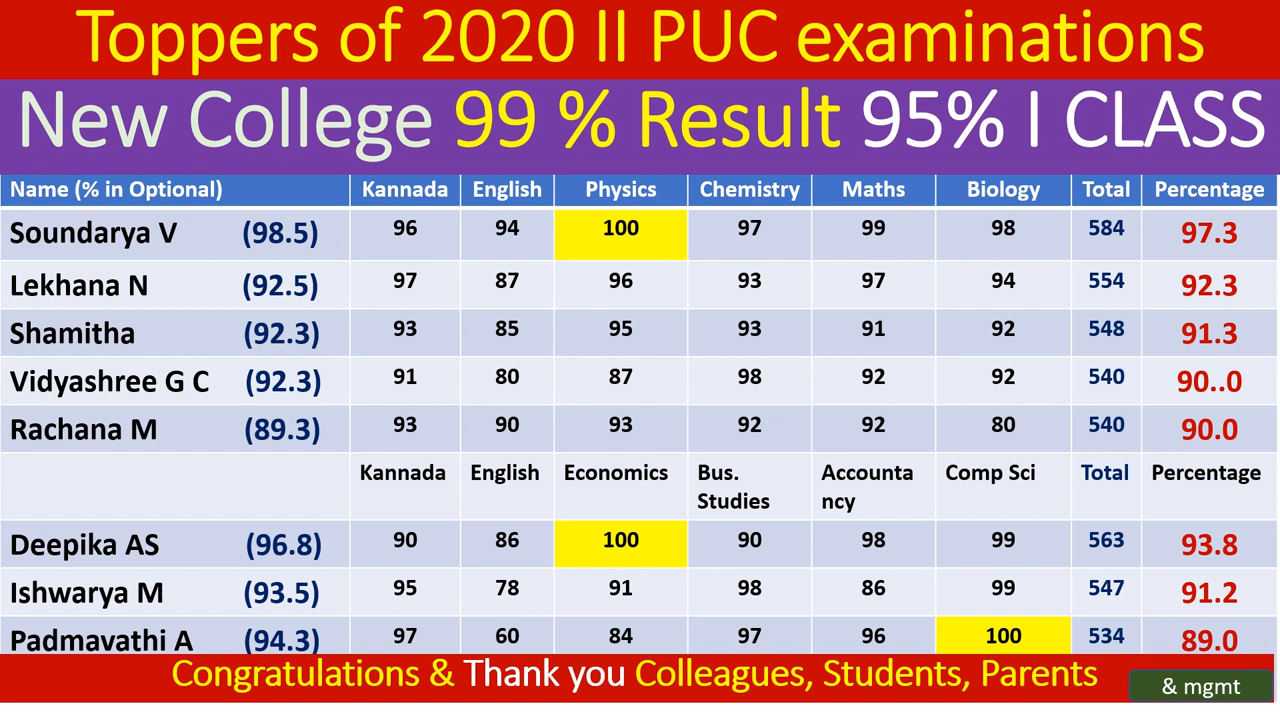 Toppers of 2020 II PUC examinations
New College 99 % Result 95% I CLASS
Name (% in Optional) Kannada English Physics Chemistry Maths Biology Total Percentage
Soundarya V (98.5) 96 94 100 97 99 98 584 97.3
Lekhana N (92.5) 97 87 96 93 97 94 554 92.3
Shamitha (92.3) 93 85 95 93 91 92 548 91.3
Vidyashree G C (92.3) 91 80 87 98 92 92 540 90..0
Rachana M (89.3) 93 90 93 92 92 80 540 90.0
Kannada English Economics Bus. Accounta Comp Sci Total Percentage
Studies ncy
Deepika AS (96.8) 90 86 100 90 98 99 563 93.8
Ishwarya M (93.5) 95 78 91 98 86 99 547 91.2
Padmavathi A (94.3) 97 60 84 97 96 100 534 89.0
Congratulations & Thank you Colleagues, Students, Parents
& mgmt